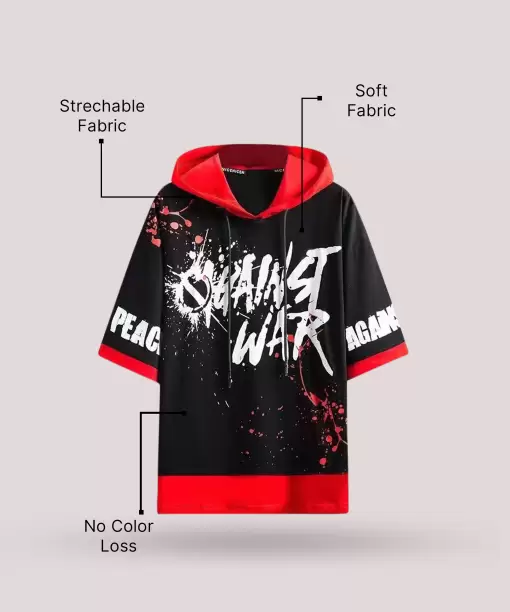 Strechable
Fabric
Soft
Fabric
AGAINST
WAR
PEAC
AGAINS
No Color
Loss